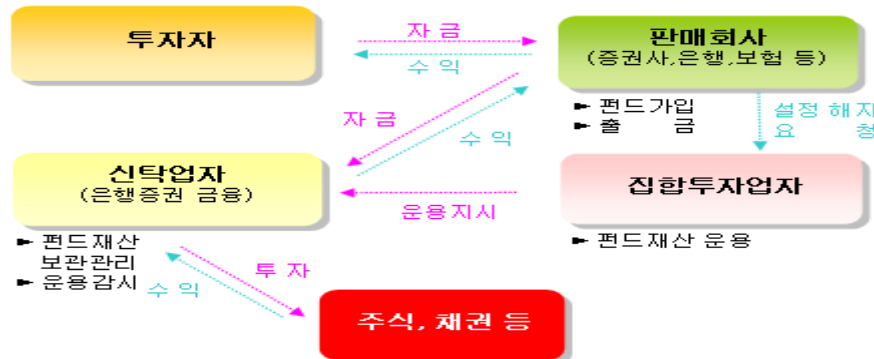 투자자
자금
수익
판매회사
(증권사,은행,보험 등)
► 펀드가입
► 출 금
설정 해지
요 청
자금
수익
신탁업자
(은행증권 금융)
운용지시
집합투자업자
► 펀드재산
보관관리
► 운용감시
► 펀드재산 운용
투자
수익
주식, 채권 등